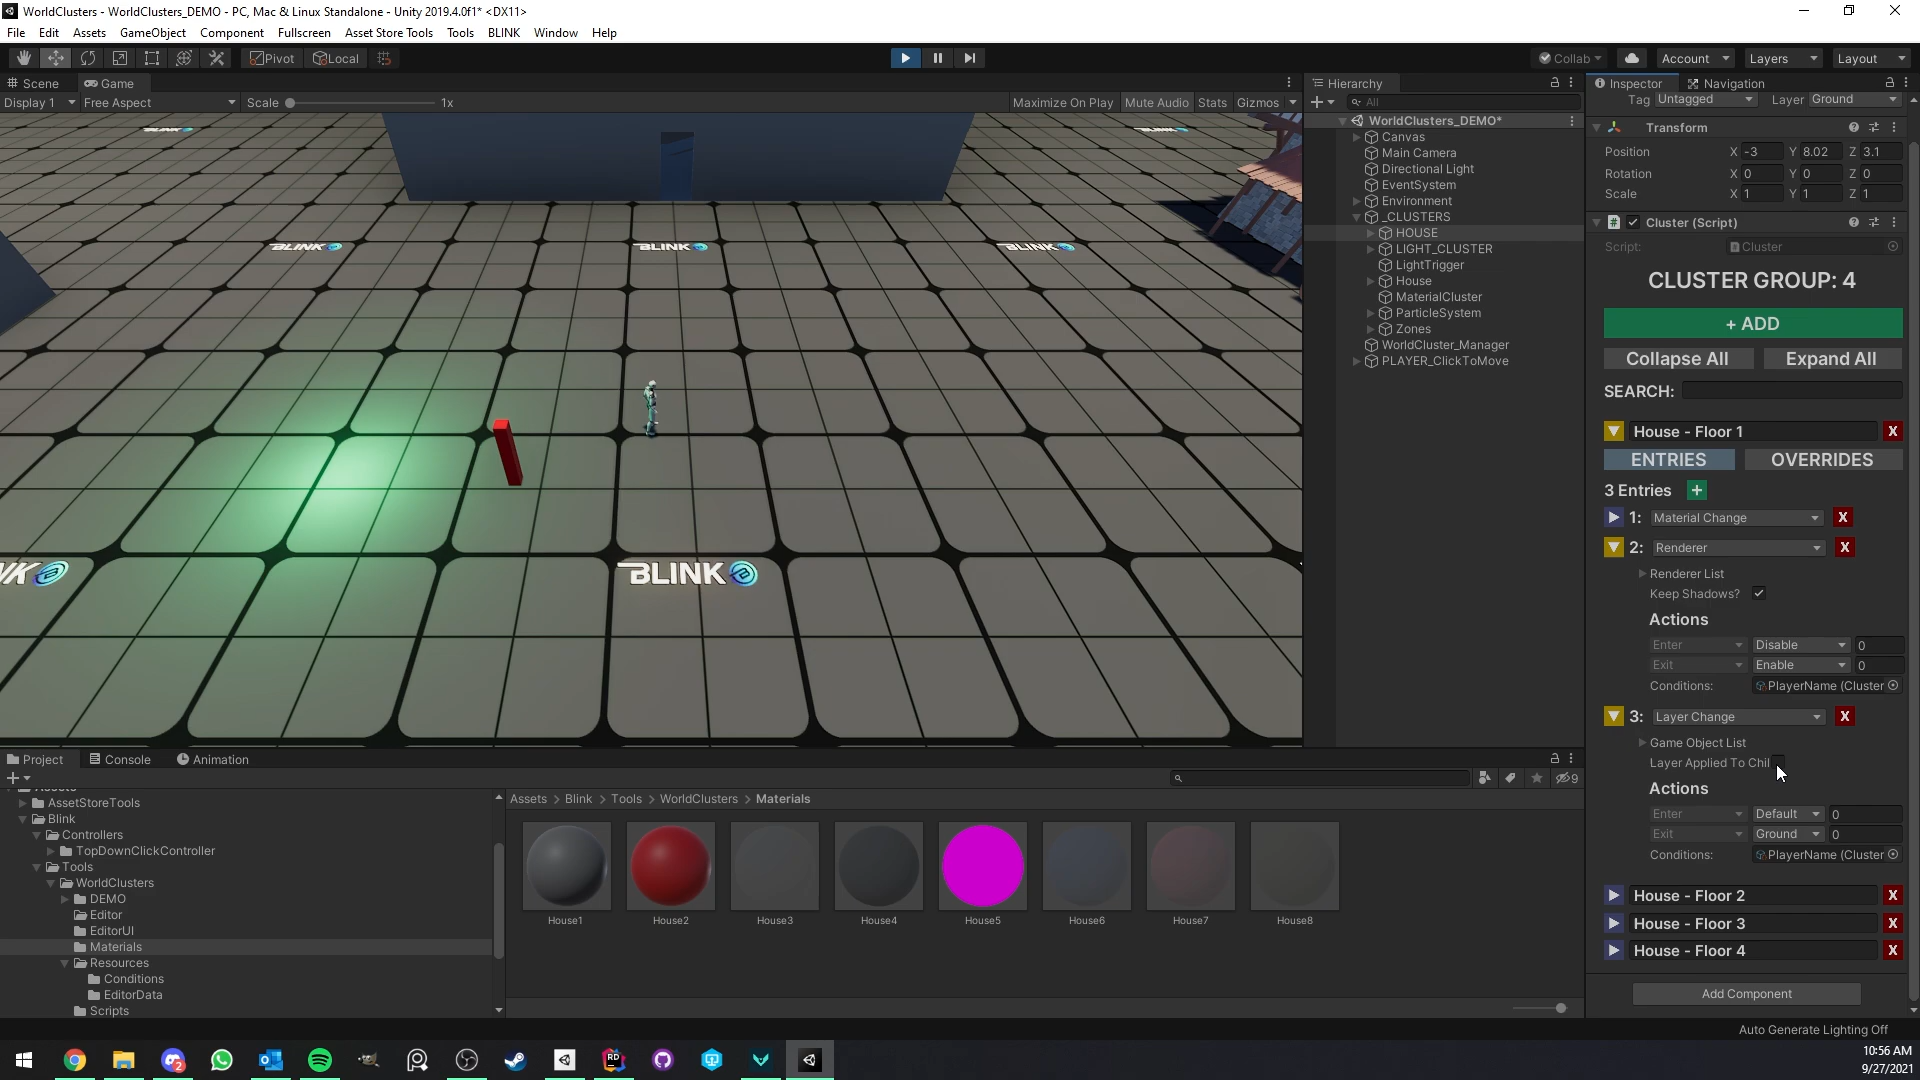 WorldClusters - WorldClusters_DEMO - PC, Mac & Linux Standalone - Unity 2019.4.0f1* <DX11>
File Edit Assets GameObject Component Fullscreen Asset Store Tools Tools BLINK Window Help
Pivot Local Collab Account Layers Layout
Scene Game
Display 1 Free Aspect Scale 1x Maximize On Play Mute Audio Stats Gizmos
BLINK BLINK BLINK
BLINK
Hierarchy
All
WorldClusters_DEMO*
Canvas
Main Camera
Directional Light
EventSystem
Environment
_CLUSTERS
HOUSE
LIGHT_CLUSTER
LightTrigger
House
MaterialCluster
ParticleSystem
Zones
WorldCluster_Manager
PLAYER_ClickToMove
Inspector Navigation
Tag Untagged Layer Ground
Transform
Position X -3 Y 8.02 Z 3.1
Rotation X 0 Y 0 Z 0
Scale X 1 Y 1 Z 1
Cluster (Script)
Script: Cluster
CLUSTER GROUP: 4
+ ADD
Collapse All Expand All
SEARCH:
House - Floor 1 X
ENTRIES OVERRIDES
3 Entries +
1: Material Change X
2: Renderer X
Renderer List
Keep Shadows?
Actions
Enter Disable 0
Exit Enable 0
Conditions: PlayerName (Cluster
3: Layer Change X
Game Object List
Layer Applied To Chil
Actions
Enter Default 0
Exit Ground 0
Conditions: PlayerName (Cluster
House - Floor 2 X
House - Floor 3 X
House - Floor 4 X
Add Component
Project Console Animation
9
AssetStoreTools
Blink
Controllers
TopDownClickController
Tools
WorldClusters
DEMO
Editor
EditorUI
Materials
Resources
Conditions
EditorData
Scripts
Assets > Blink > Tools > WorldClusters > Materials
House1 House2 House3 House4 House5 House6 House7 House8
Auto Generate Lighting Off
2
RD
10:56 AM
9/27/2021